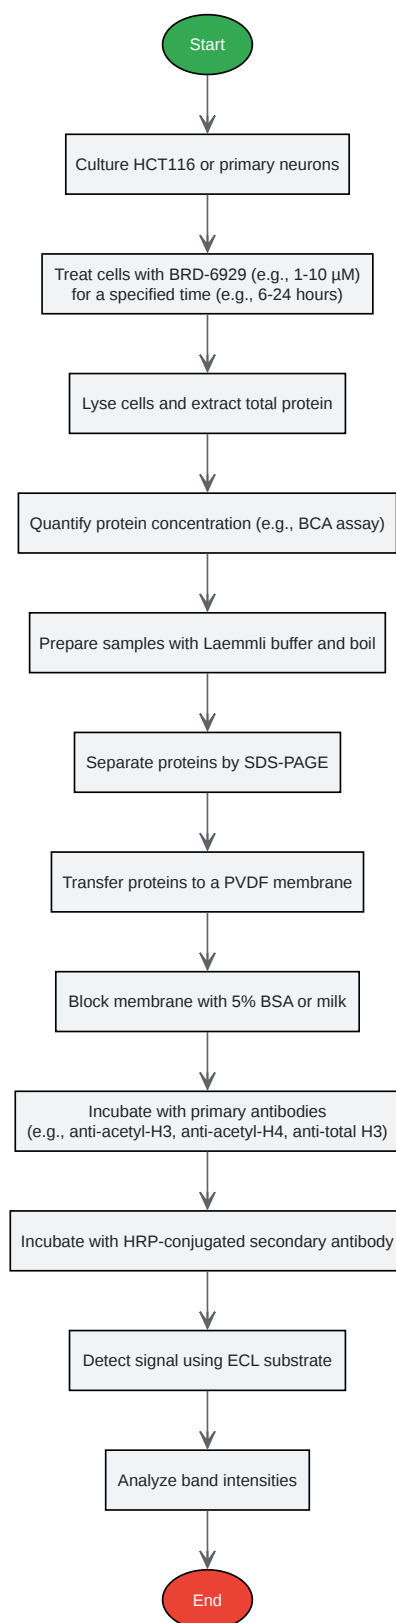 Start
Culture HCT116 or primary neurons
Treat cells with BRD-6929 (e.g., 1-10 µM)
for a specified time (e.g., 6-24 hours)
Lyse cells and extract total protein
Quantify protein concentration (e.g., BCA assay)
Prepare samples with Laemmli buffer and boil
Separate proteins by SDS-PAGE
Transfer proteins to a PVDF membrane
Block membrane with 5% BSA or milk
Incubate with primary antibodies
(e.g., anti-acetyl-H3, anti-acetyl-H4, anti-total H3)
Incubate with HRP-conjugated secondary antibody
Detect signal using ECL substrate
Analyze band intensities
End